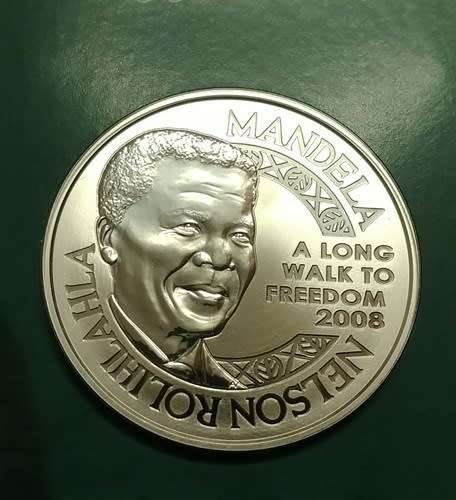 NELSON ROLIHLAHLA
MANDELA
A LONG
WALK TO
FREEDOM
2008